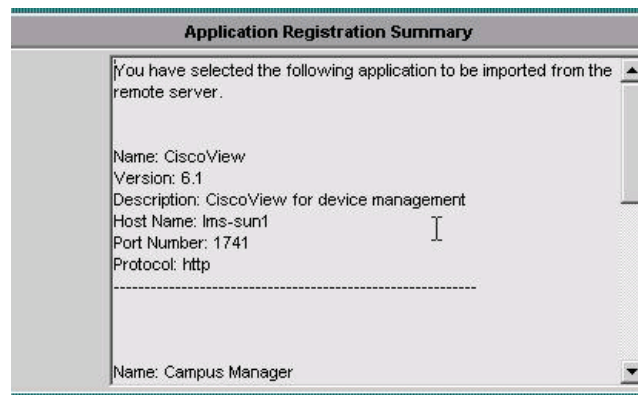 Application Registration Summary
You have selected the following application to be imported from the
remote server.
Name: CiscoView
Version: 6.1
Description: CiscoView for device management
Host Name: lms-sun1
Port Number: 1741
Protocol: http
------------------------------------------------------------
Name: Campus Manager